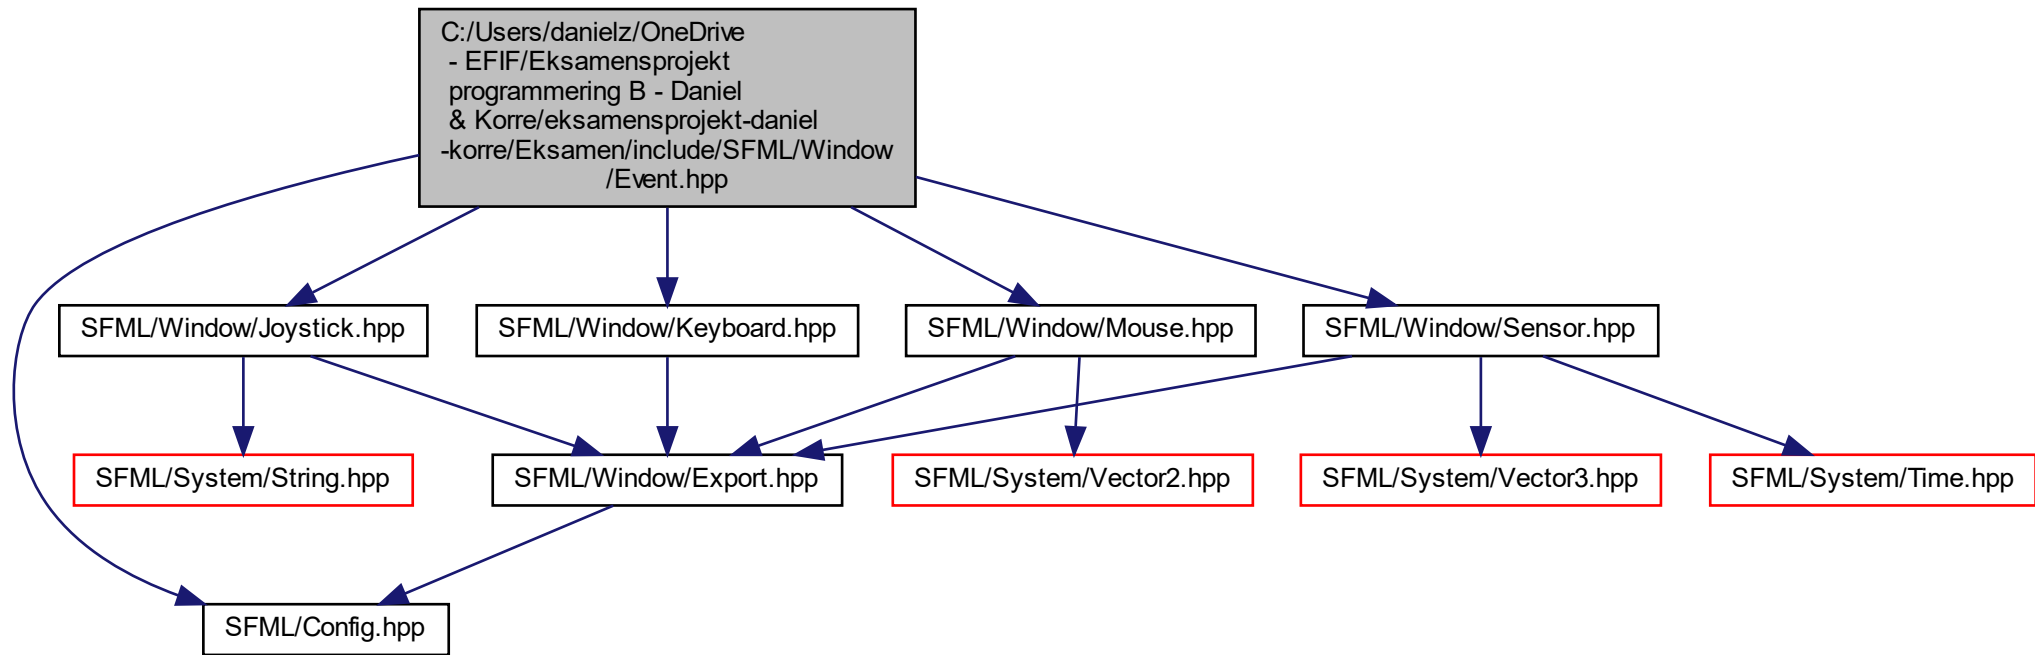 C:/Users/danielz/OneDrive
- EFIF/Eksamensprojekt
programmering B - Daniel
& Korre/eksamensprojekt-daniel
-korre/Eksamen/include/SFML/Window
/Event.hpp
SFML/Window/Joystick.hpp
SFML/Window/Keyboard.hpp
SFML/Window/Mouse.hpp
SFML/Window/Sensor.hpp
SFML/System/String.hpp
SFML/Window/Export.hpp
SFML/System/Vector2.hpp
SFML/System/Vector3.hpp
SFML/System/Time.hpp
SFML/Config.hpp